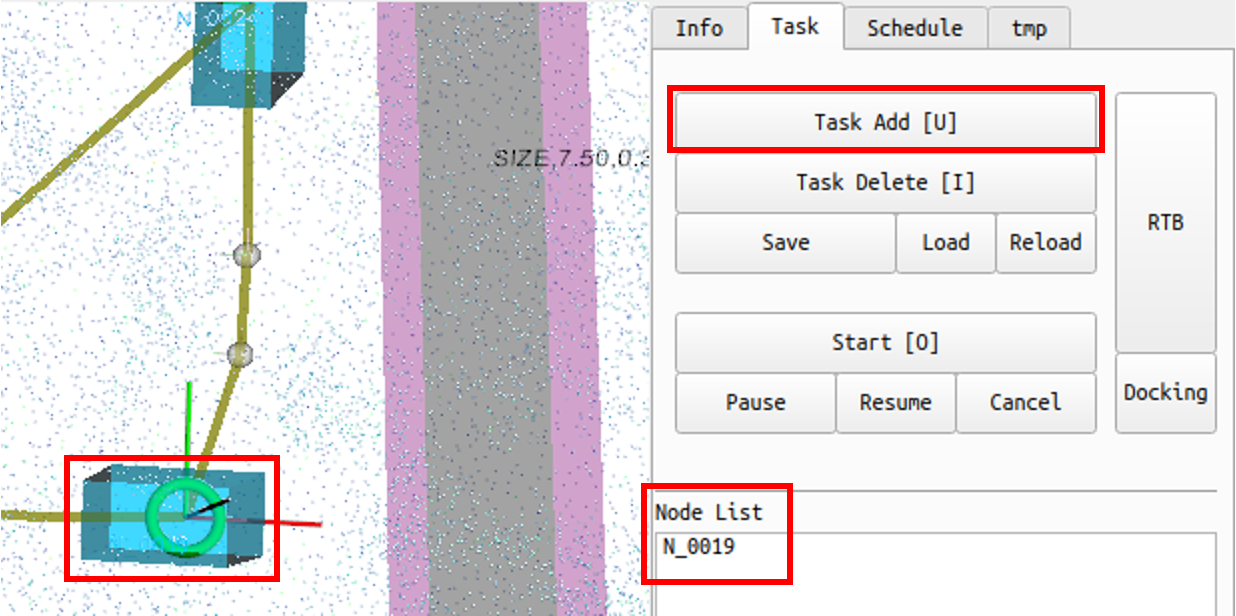 Info Task Schedule tmp
Task Add [U]
SIZE,7.50,0.3
Task Delete [I]
RTB
Save Load Reload
Start [O]
Docking
Pause Resume Cancel
Node List
N_0019